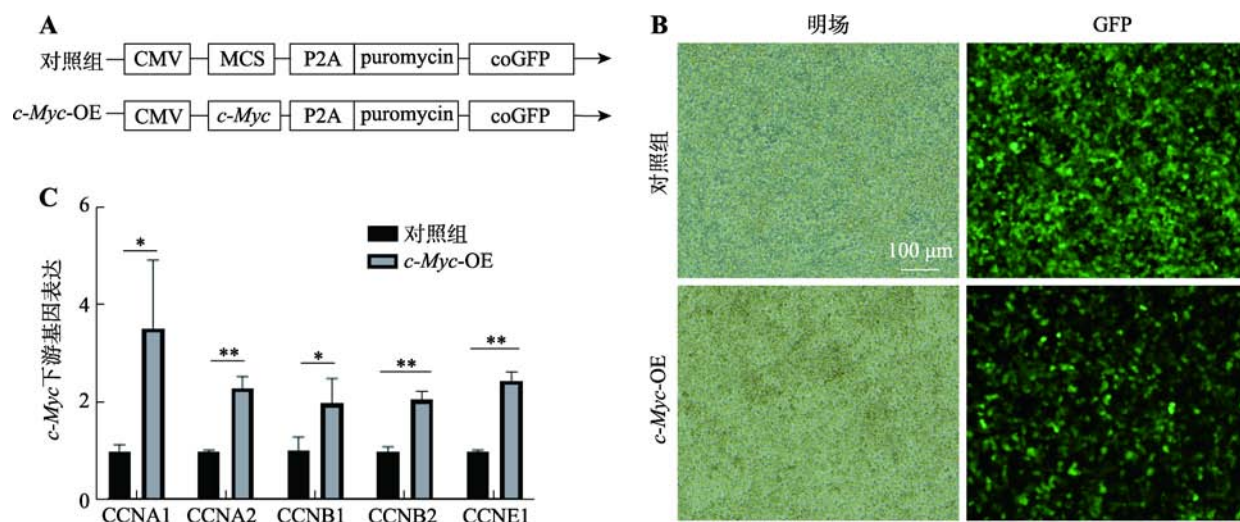 A
对照组 CMV MCS P2A puromycin coGFP
c-Myc-OE CMV c-Myc P2A puromycin coGFP
B
明场 GFP
对照组
100 μm
c-Myc-OE
C
c-Myc下游基因表达
6
4
2
0
对照组
c-Myc-OE
* ** * ** **
CCNA1 CCNA2 CCNB1 CCNB2 CCNE1